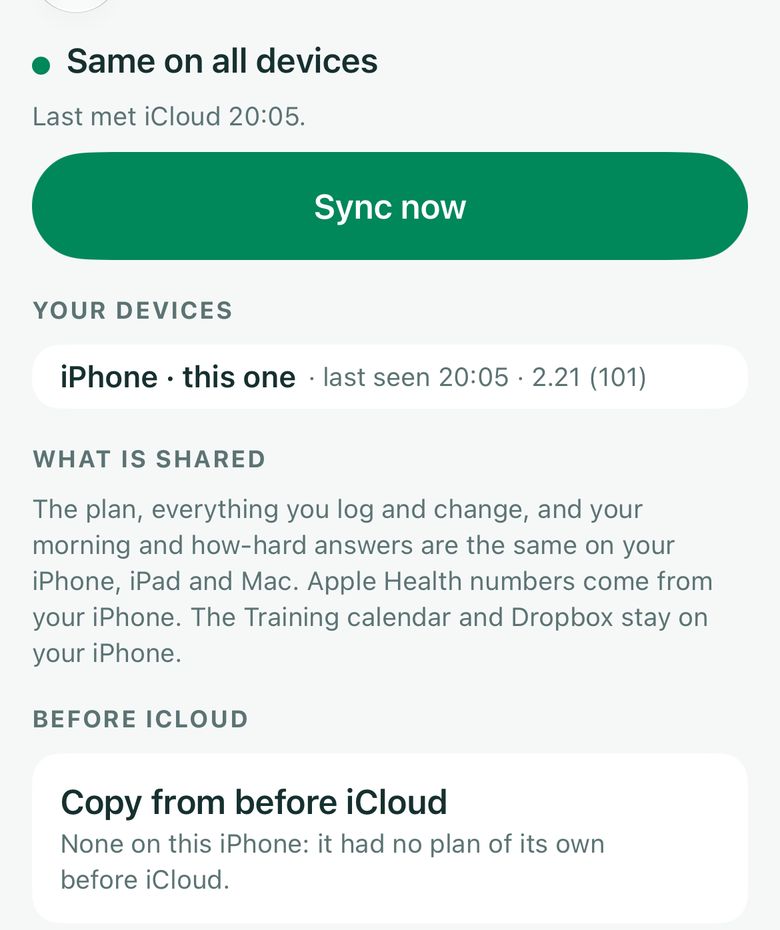 Same on all devices
Last met iCloud 20:05.
Sync now
YOUR DEVICES
iPhone · this one · last seen 20:05 · 2.21 (101)
WHAT IS SHARED
The plan, everything you log and change, and your
morning and how-hard answers are the same on your
iPhone, iPad and Mac. Apple Health numbers come from
your iPhone. The Training calendar and Dropbox stay on
your iPhone.
BEFORE ICLOUD
Copy from before iCloud
None on this iPhone: it had no plan of its own
before iCloud.